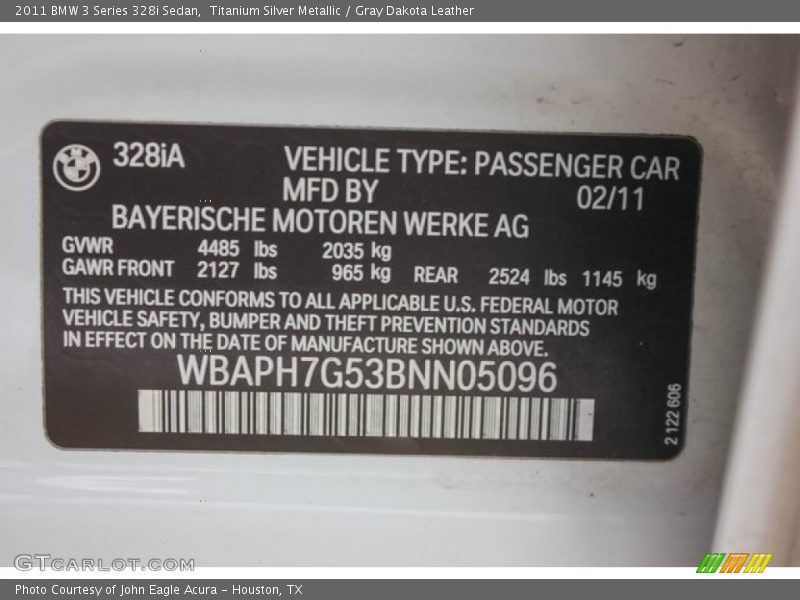 2011 BMW 3 Series 328i Sedan, Titanium Silver Metallic / Gray Dakota Leather
328iA
VEHICLE TYPE: PASSENGER CAR
MFD BY 02/11
BAYERISCHE MOTOREN WERKE AG
GVWR 4485 lbs 2035 kg
GAWR FRONT 2127 lbs 965 kg REAR 2524 lbs 1145 kg
THIS VEHICLE CONFORMS TO ALL APPLICABLE U.S. FEDERAL MOTOR
VEHICLE SAFETY, BUMPER AND THEFT PREVENTION STANDARDS
IN EFFECT ON THE DATE OF MANUFACTURE SHOWN ABOVE.
WBAPH7G53BNN05096
2 122 606
GTCARLOT.COM
Photo Courtesy of John Eagle Acura - Houston, TX